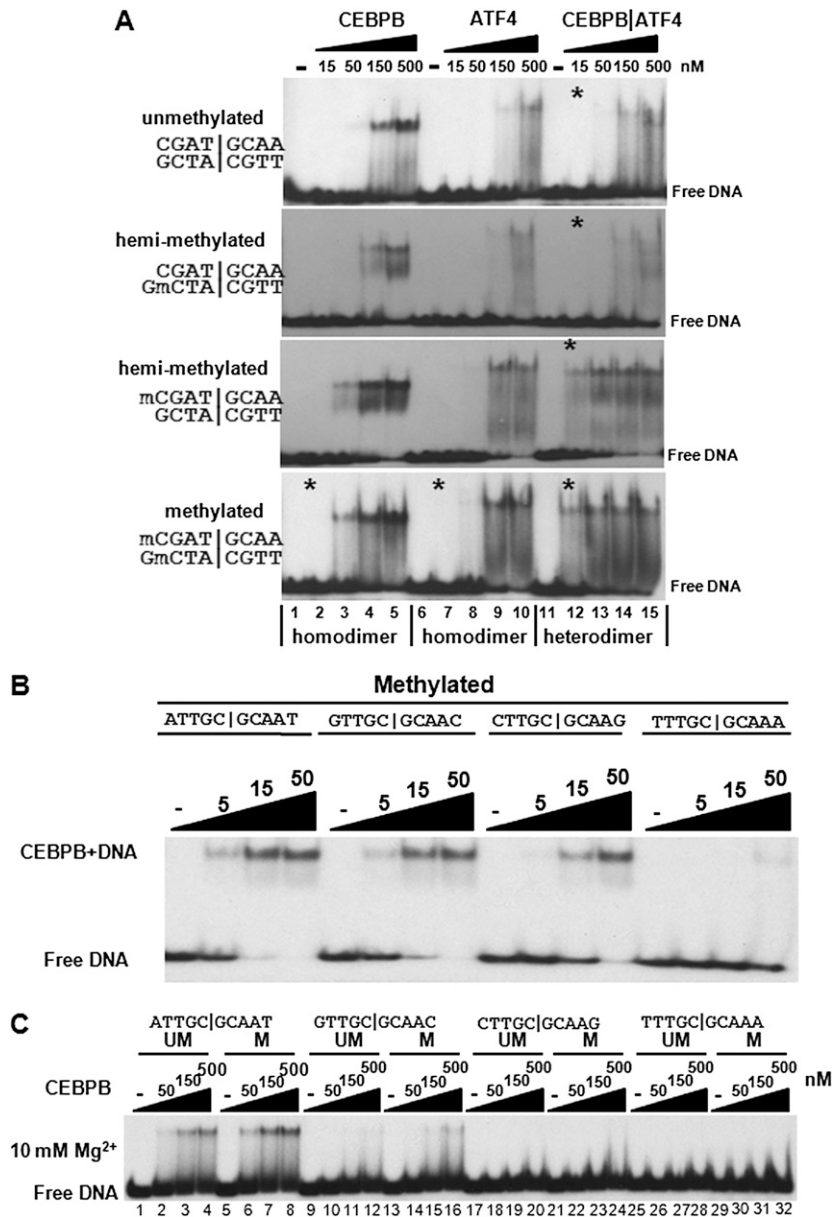 A
CEBPB ATF4 CEBPB|ATF4
– 15 50 150 500 – 15 50 150 500 – 15 50 150 500 nM
unmethylated
CGAT|GCAA
GCTA|CGTT
*
Free DNA
hemi-methylated
CGAT|GCAA
GmCTA|CGTT
*
Free DNA
hemi-methylated
mCGAT|GCAA
GCTA|CGTT
*
Free DNA
methylated
mCGAT|GCAA
GmCTA|CGTT
* * *
Free DNA
1 2 3 4 5 6 7 8 9 10 11 12 13 14 15
homodimer homodimer heterodimer
B
Methylated
ATTGC|GCAAT GTTGC|GCAAC CTTGC|GCAAG TTTGC|GCAAA
- 5 15 50 - 5 15 50 - 5 15 50 - 5 15 50
CEBPB+DNA
Free DNA
C
ATTGC|GCAAT GTTGC|GCAAC CTTGC|GCAAG TTTGC|GCAAA
UM M UM M UM M UM M
CEBPB - 50 150 500 - 50 150 500 - 50 150 500 - 50 150 500 - 50 150 500 - 50 150 500 - 50 150 500 - 50 150 500 nM
10 mM Mg²⁺
Free DNA
1 2 3 4 5 6 7 8 9 10 11 12 13 14 15 16 17 18 19 20 21 22 23 24 25 26 27 28 29 30 31 32